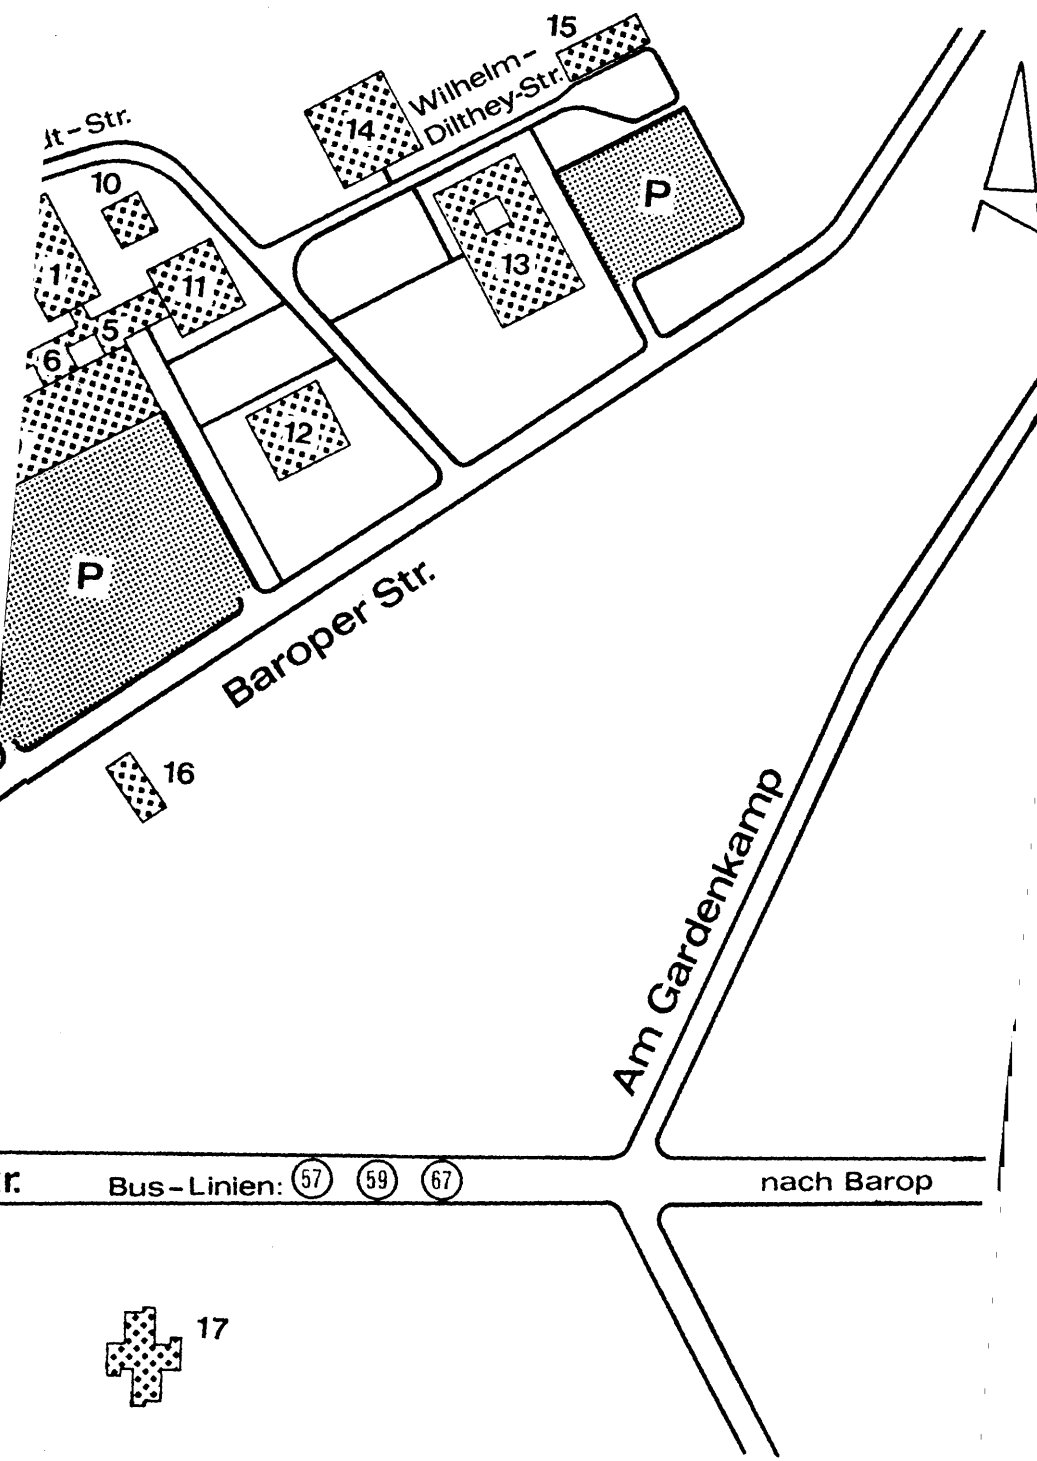 15
Wilhelm-
Dilthey-Str.
14
dt-Str.
10
P
13
1
11
5
6
12
P
Baroper Str.
16
Am Gardenkamp
r.
Bus-Linien: 57 59 67
nach Barop
17